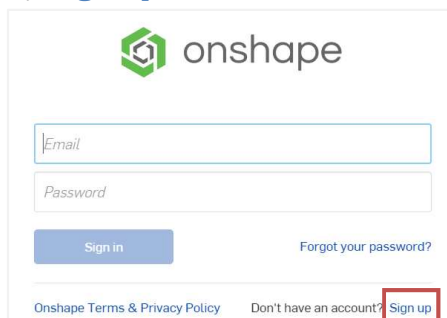 onshape
Email
Password
Sign in Forgot your password?
Onshape Terms & Privacy Policy Don't have an account? Sign up